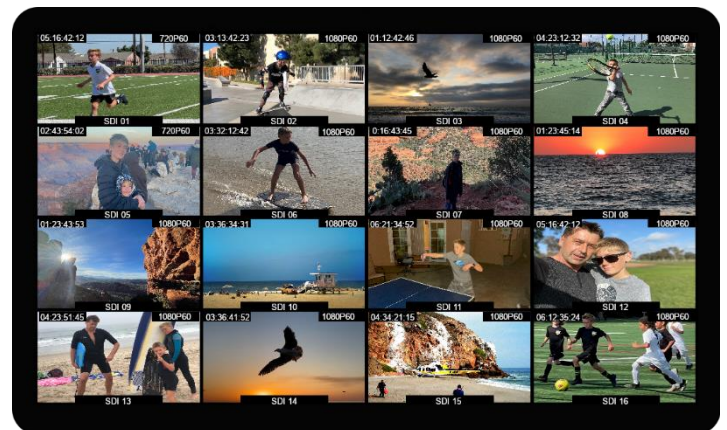 05:16:42:12 720P60
SDI 01
03:13:42:23 1080P60
SDI 02
01:12:42:46 1080P60
SDI 03
04:23:12:32 1080P60
SDI 04
02:43:54:02 720P60
SDI 05
03:32:12:42 1080P60
SDI 06
0:16:43:45 1080P60
SDI 07
01:23:45:14 1080P60
SDI 08
01:23:43:53 1080P60
SDI 09
03:36:34:31 1080P60
SDI 10
06:21:34:52 1080P60
SDI 11
05:16:42:12 1080P60
SDI 12
04:23:51:45 1080P60
SDI 13
03:36:41:52 1080P60
SDI 14
04:34:21:15 1080P60
SDI 15
06:12:35:24 1080P60
SDI 16